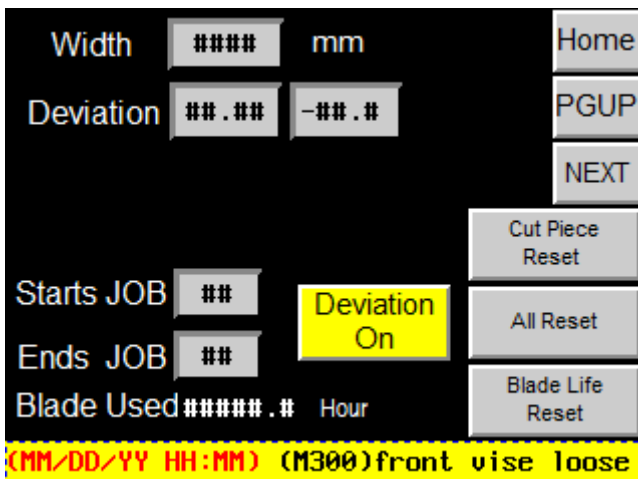 Width #### mm
Home
Deviation ##.## -##.#
PGUP
NEXT
Cut Piece
Reset
Starts JOB ##
Deviation
On
All Reset
Ends JOB ##
Blade Used#####.# Hour
Blade Life
Reset
(MM/DD/YY HH:MM) (M300)front vise loose